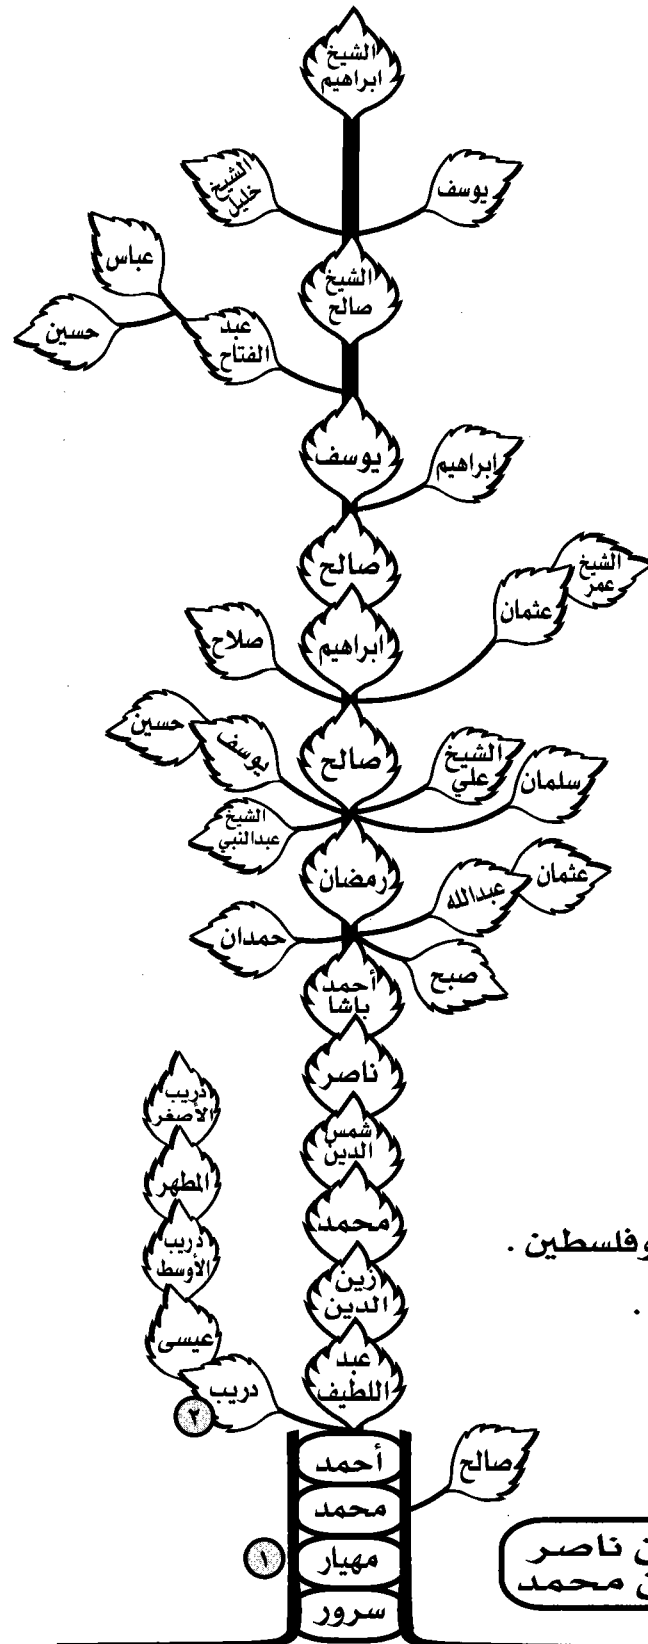 الشيخ
ابراهيم
الشيخ
خليل
يوسف
عباس
الشيخ
صالح
حسين
عبد
الفتاح
يوسف
ابراهيم
صالح
الشيخ
عمر
عثمان
صلاح
ابراهيم
حسين
يوسف
صالح
الشيخ
علي
سلمان
الشيخ
عبدالنبي
رمضان
عبدالله
عثمان
حمدان
صبح
أحمد
باشا
ناصر
دريب
الأصغر
شمس
الدين
المطهر
محمد
دريب
الأوسط
وفلسطين .
زين
الدين
.
عيسى
عبد
اللطيف
دريب
٢
أحمد
صالح
محمد
مهيار
١
ن ناصر
ن محمد
سرور